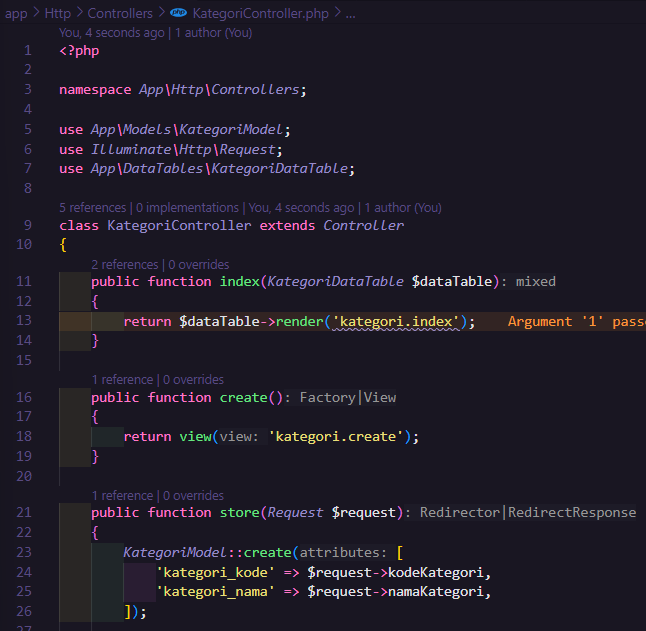 app > Http > Controllers > php KategoriController.php > ...
You, 4 seconds ago | 1 author (You)
1 <?php
2
3 namespace App\Http\Controllers;
4
5 use App\Models\KategoriModel;
6 use Illuminate\Http\Request;
7 use App\DataTables\KategoriDataTable;
8
5 references | 0 implementations | You, 4 seconds ago | 1 author (You)
9 class KategoriController extends Controller
10 {
2 references | 0 overrides
11 public function index(KategoriDataTable $dataTable): mixed
12 {
13 return $dataTable->render('kategori.index'); Argument '1' passe
14 }
15
1 reference | 0 overrides
16 public function create(): Factory|View
17 {
18 return view(view: 'kategori.create');
19 }
20
1 reference | 0 overrides
21 public function store(Request $request): Redirector|RedirectResponse
22 {
23 KategoriModel::create(attributes: [
24 'kategori_kode' => $request->kodeKategori,
25 'kategori_nama' => $request->namaKategori,
26 ]);
27